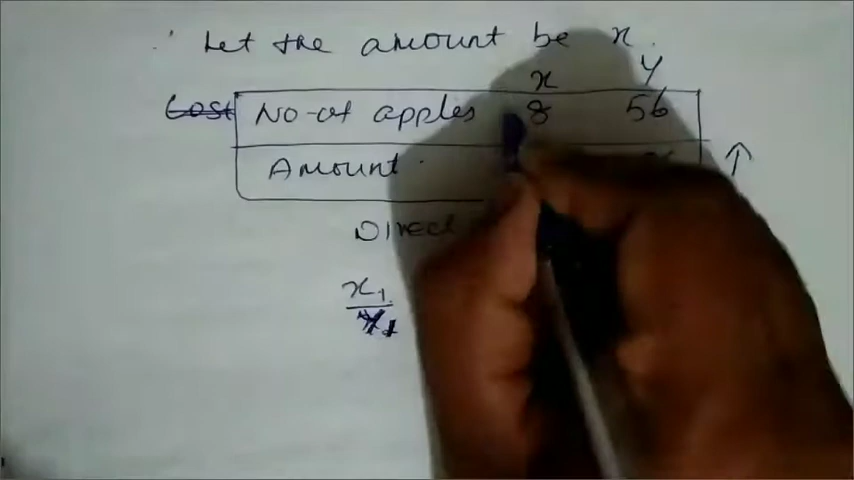 Let the amount be x.
x y
Cost No-of apples 8 56
Amount
Direct
x1